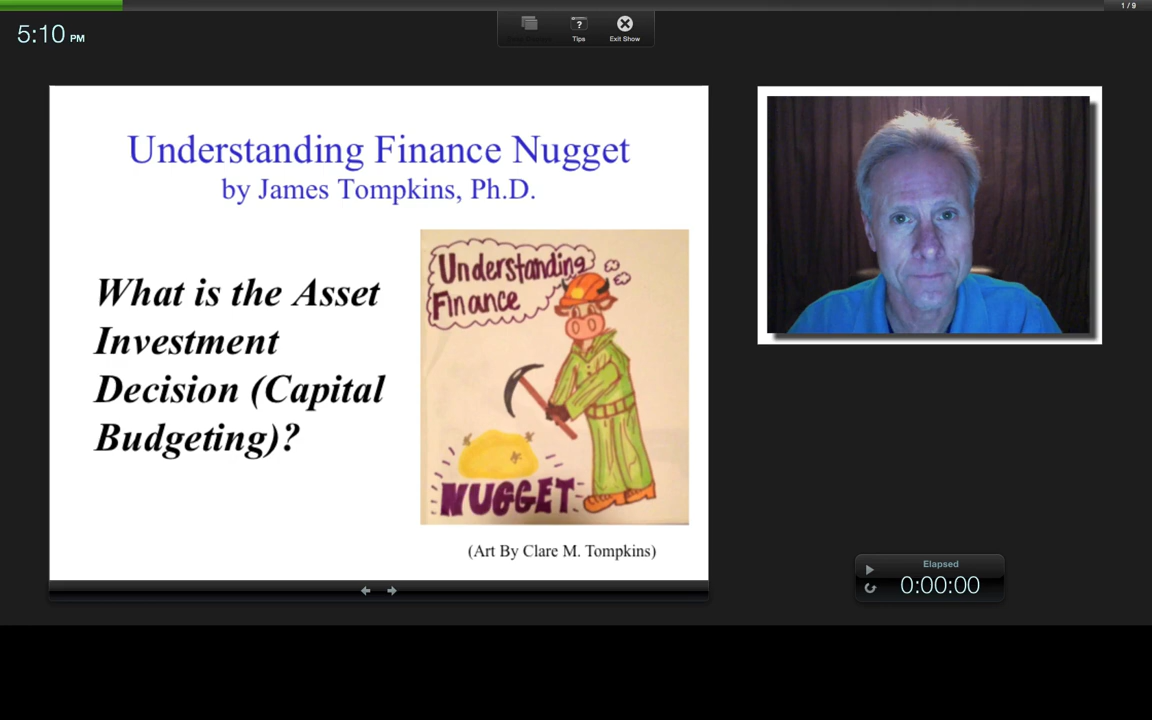 1 / 9
5:10 PM
Tips
Exit Show
Understanding Finance Nugget
by James Tompkins, Ph.D.
What is the Asset
Investment
Decision (Capital
Budgeting)?
Understanding
Finance
NUGGET
(Art By Clare M. Tompkins)
Elapsed
0:00:00